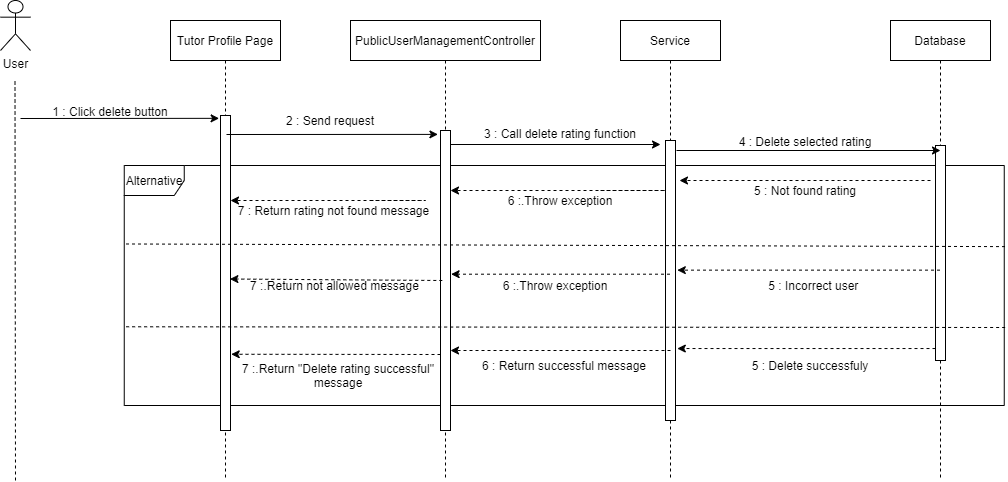 Tutor Profile Page
PublicUserManagementController
Service
Database
User
1 : Click delete button
2 : Send request
3 : Call delete rating function
4 : Delete selected rating
Alternative
5 : Not found rating
6 : Throw exception
7 : Return rating not found message
5 : Incorrect user
6 : Throw exception
7 : Return not allowed message
5 : Delete successfuly
6 : Return successful message
7 : Return "Delete rating successful"
message